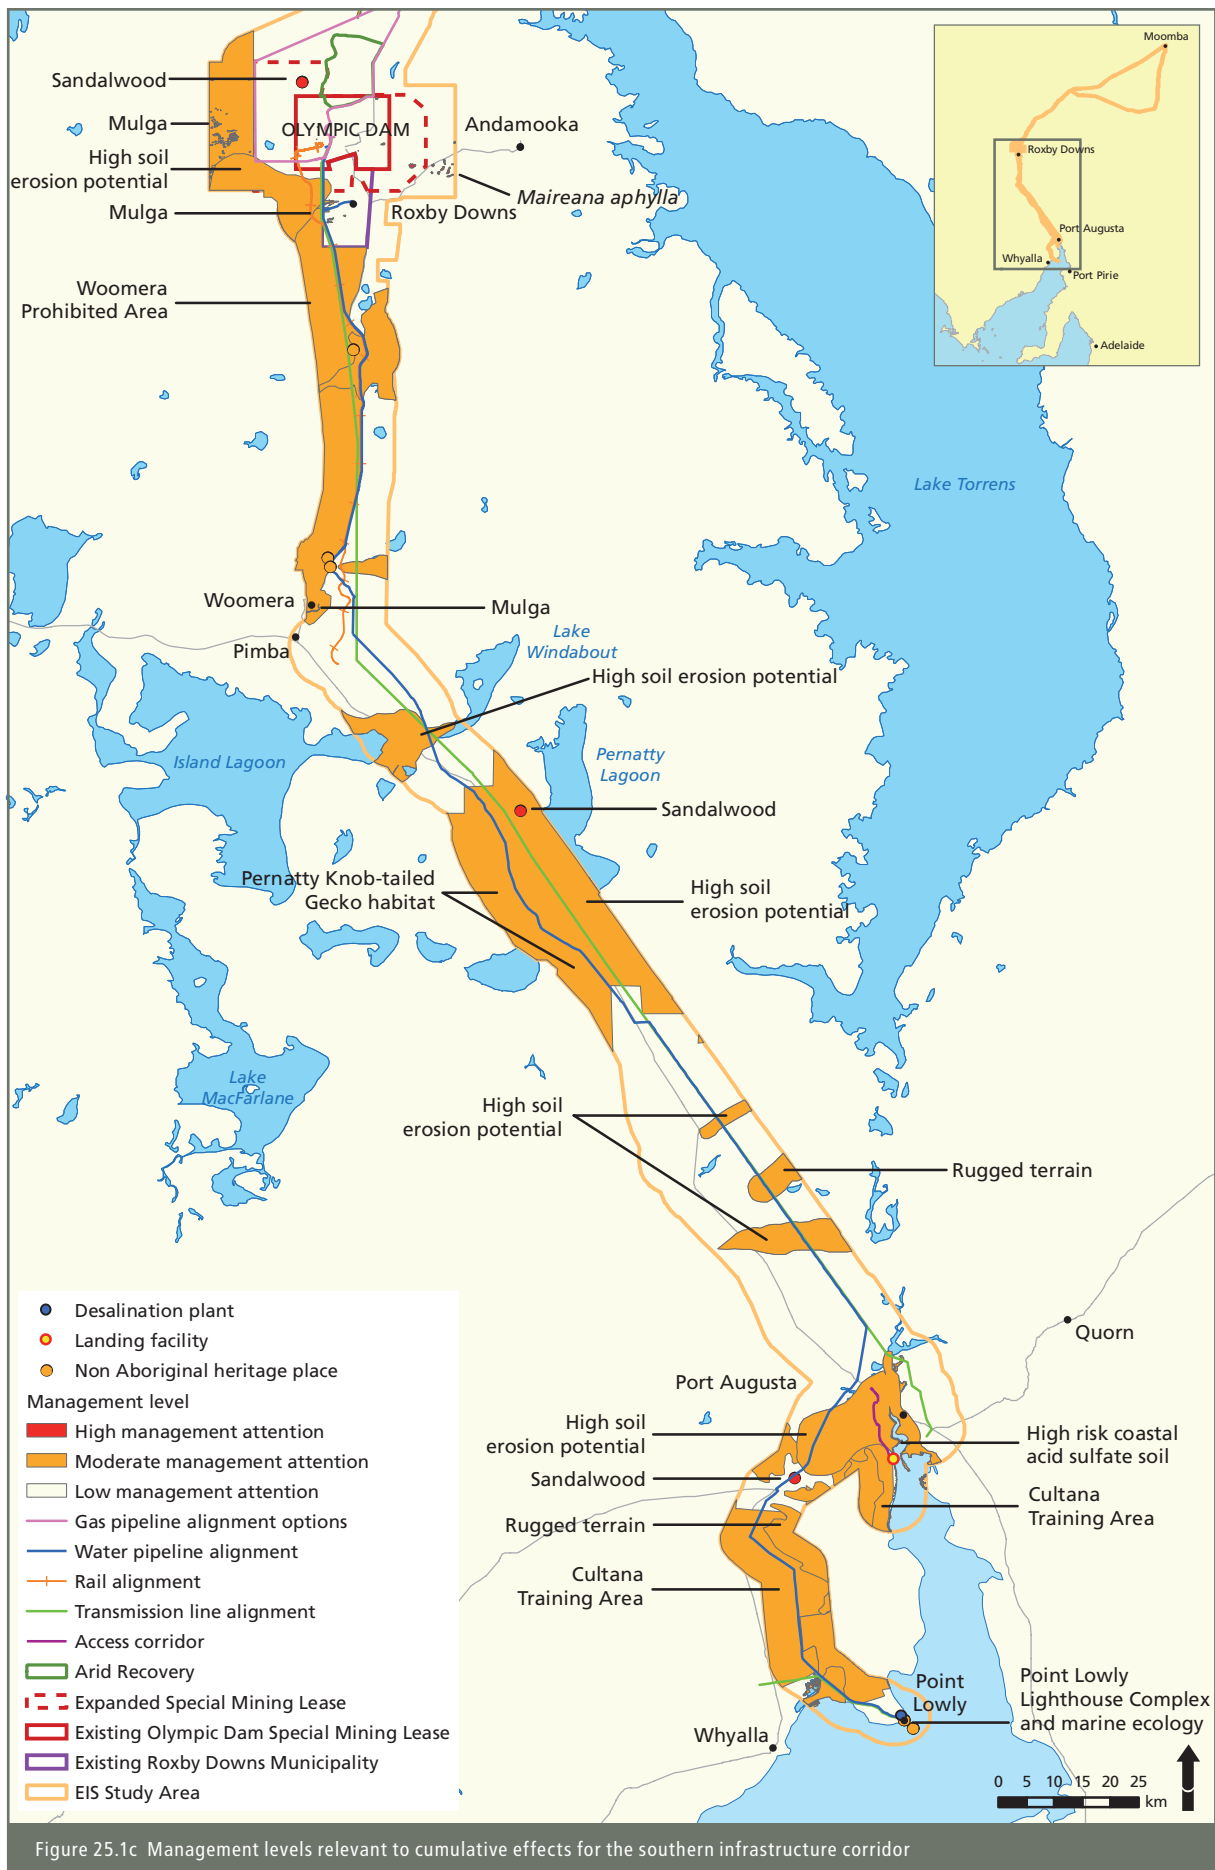 Moomba
Roxby Downs
Port Augusta
Whyalla
Port Pirie
Adelaide
Sandalwood
Mulga
OLYMPIC DAM
Andamooka
High soil
erosion potential
Maireana aphylla
Mulga
Roxby Downs
Woomera
Prohibited Area
Lake Torrens
Woomera
Mulga
Pimba
Lake
Windabout
High soil erosion potential
Island Lagoon
Pernatty
Lagoon
Sandalwood
Pernatty Knob-tailed
Gecko habitat
High soil
erosion potential
Lake
MacFarlane
High soil
erosion potential
Rugged terrain
Quorn
Port Augusta
High soil
erosion potential
High risk coastal
acid sulfate soil
Sandalwood
Cultana
Training Area
Rugged terrain
Cultana
Training Area
Point
Lowly
Point Lowly
Lighthouse Complex
and marine ecology
Whyalla
Desalination plant
Landing facility
Non Aboriginal heritage place
Management level
High management attention
Moderate management attention
Low management attention
Gas pipeline alignment options
Water pipeline alignment
Rail alignment
Transmission line alignment
Access corridor
Arid Recovery
Expanded Special Mining Lease
Existing Olympic Dam Special Mining Lease
Existing Roxby Downs Municipality
EIS Study Area
0 5 10 15 20 25
km
Figure 25.1c Management levels relevant to cumulative effects for the southern infrastructure corridor